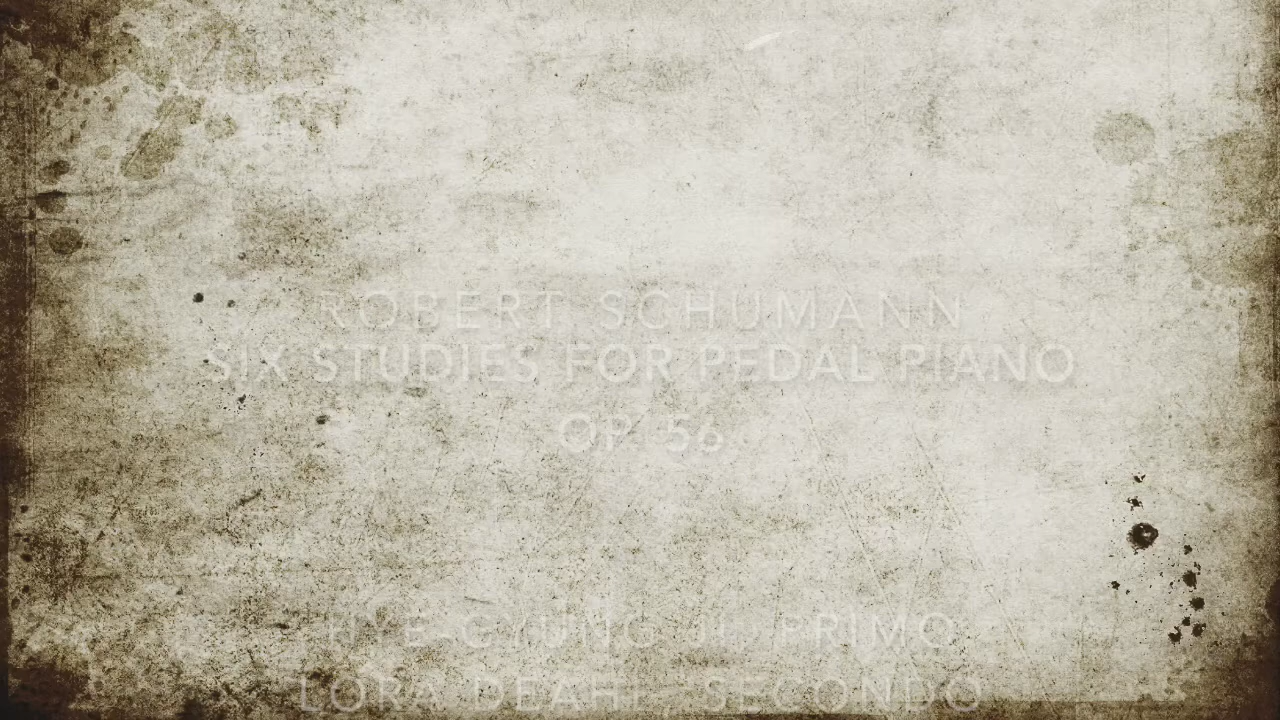 ROBERT SCHUMANN
SIX STUDIES FOR PEDAL PIANO
OP. 56
HYE-GYUNG JI, PRIMO
LORA DEAHL, SECONDO